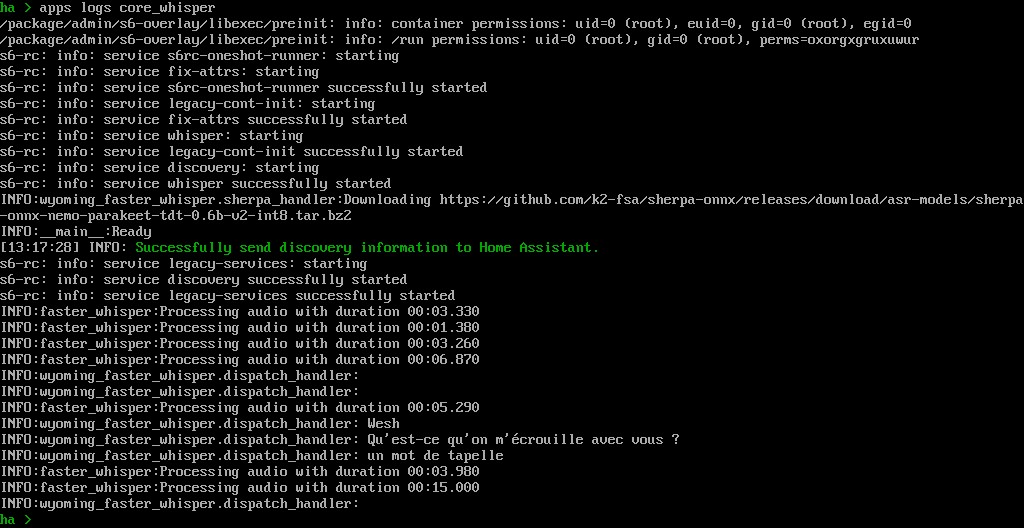 ha > apps logs core_whisper
/package/admin/s6-overlay/libexec/preinit: info: container permissions: uid=0 (root), euid=0, gid=0 (root), egid=0
/package/admin/s6-overlay/libexec/preinit: info: /run permissions: uid=0 (root), gid=0 (root), perms=oxorgxgruxuwur
s6-rc: info: service s6rc-oneshot-runner: starting
s6-rc: info: service fix-attrs: starting
s6-rc: info: service s6rc-oneshot-runner successfully started
s6-rc: info: service legacy-cont-init: starting
s6-rc: info: service fix-attrs successfully started
s6-rc: info: service whisper: starting
s6-rc: info: service legacy-cont-init successfully started
s6-rc: info: service discovery: starting
s6-rc: info: service whisper successfully started
INFO:wyoming_faster_whisper.sherpa_handler:Downloading https://github.com/k2-fsa/sherpa-onnx/releases/download/asr-models/sherpa
-onnx-nemo-parakeet-tdt-0.6b-v2-int8.tar.bz2
INFO:__main__:Ready
[13:17:28] INFO: Successfully send discovery information to Home Assistant.
s6-rc: info: service legacy-services: starting
s6-rc: info: service discovery successfully started
s6-rc: info: service legacy-services successfully started
INFO:faster_whisper:Processing audio with duration 00:03.330
INFO:faster_whisper:Processing audio with duration 00:01.380
INFO:faster_whisper:Processing audio with duration 00:03.260
INFO:faster_whisper:Processing audio with duration 00:06.870
INFO:wyoming_faster_whisper.dispatch_handler:
INFO:wyoming_faster_whisper.dispatch_handler:
INFO:faster_whisper:Processing audio with duration 00:05.290
INFO:wyoming_faster_whisper.dispatch_handler: Wesh
INFO:wyoming_faster_whisper.dispatch_handler: Qu'est-ce qu'on m'écrouille avec vous ?
INFO:wyoming_faster_whisper.dispatch_handler: un mot de tapelle
INFO:faster_whisper:Processing audio with duration 00:03.980
INFO:faster_whisper:Processing audio with duration 00:15.000
INFO:wyoming_faster_whisper.dispatch_handler:
ha >